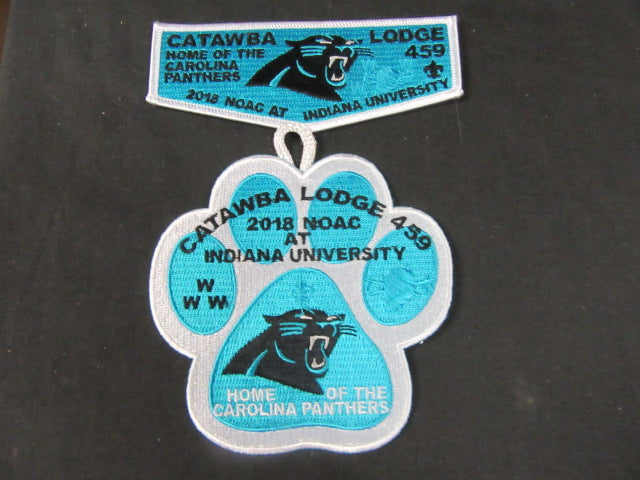 CATAWBA LODGE
HOME OF THE 459
CAROLINA
PANTHERS
2018 NOAC AT INDIANA UNIVERSITY
CATAWBA LODGE 459
2018 NOAC
AT
INDIANA UNIVERSITY
W
W W
HOME OF THE
CAROLINA PANTHERS